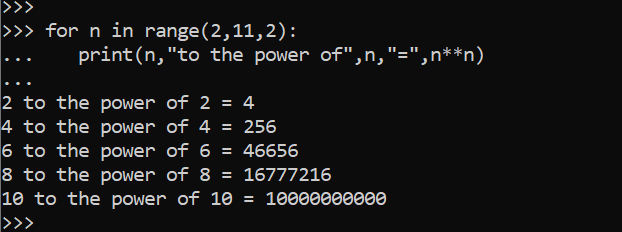 >>>
>>> for n in range(2,11,2):
...    print(n,"to the power of",n,"=",n**n)
...
2 to the power of 2 = 4
4 to the power of 4 = 256
6 to the power of 6 = 46656
8 to the power of 8 = 16777216
10 to the power of 10 = 10000000000
>>>